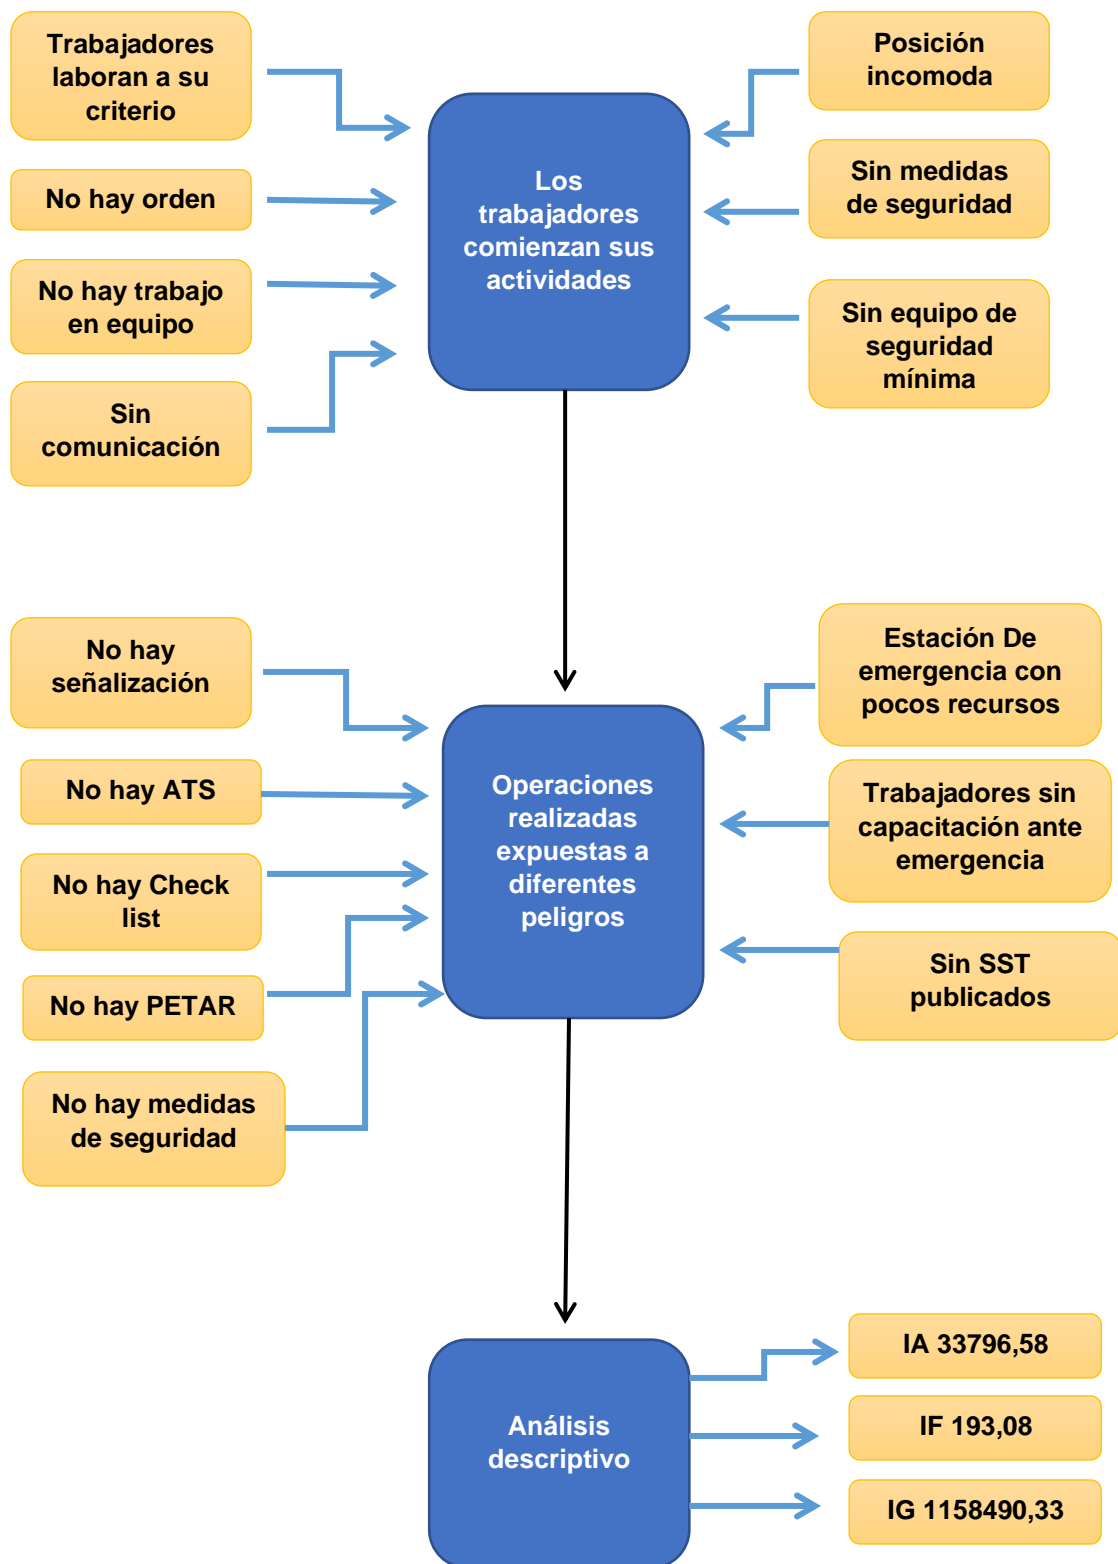 Trabajadores
laboran a su
criterio
No hay orden
No hay trabajo
en equipo
Sin
comunicación
Los
trabajadores
comienzan sus
actividades
Posición
incomoda
Sin medidas
de seguridad
Sin equipo de
seguridad
mínima
No hay
señalización
No hay ATS
No hay Check
list
No hay PETAR
No hay medidas
de seguridad
Operaciones
realizadas
expuestas a
diferentes
peligros
Estación De
emergencia con
pocos recursos
Trabajadores sin
capacitación ante
emergencia
Sin SST
publicados
Análisis
descriptivo
IA 33796,58
IF 193,08
IG 1158490,33